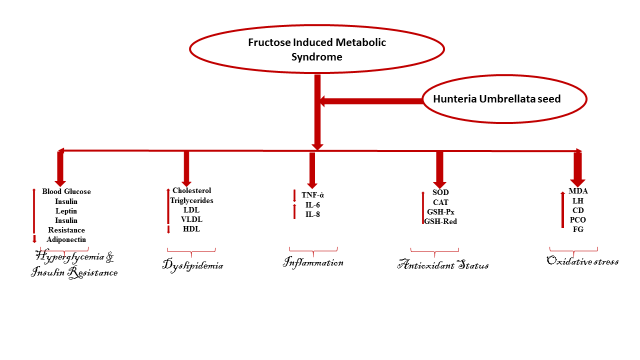 Fructose Induced Metabolic
Syndrome
Hunteria Umbrellata seed
Blood Glucose
Insulin
Leptin
Insulin
Resistance
Adiponectin
Hyperglycemia &
Insulin Resistance
Cholesterol
Triglycerides
LDL
VLDL
HDL
Dyslipidemia
TNF-α
IL-6
IL-8
Inflammation
SOD
CAT
GSH-Px
GSH-Red
Antioxidant Status
MDA
LH
CD
PCO
FG
Oxidative stress